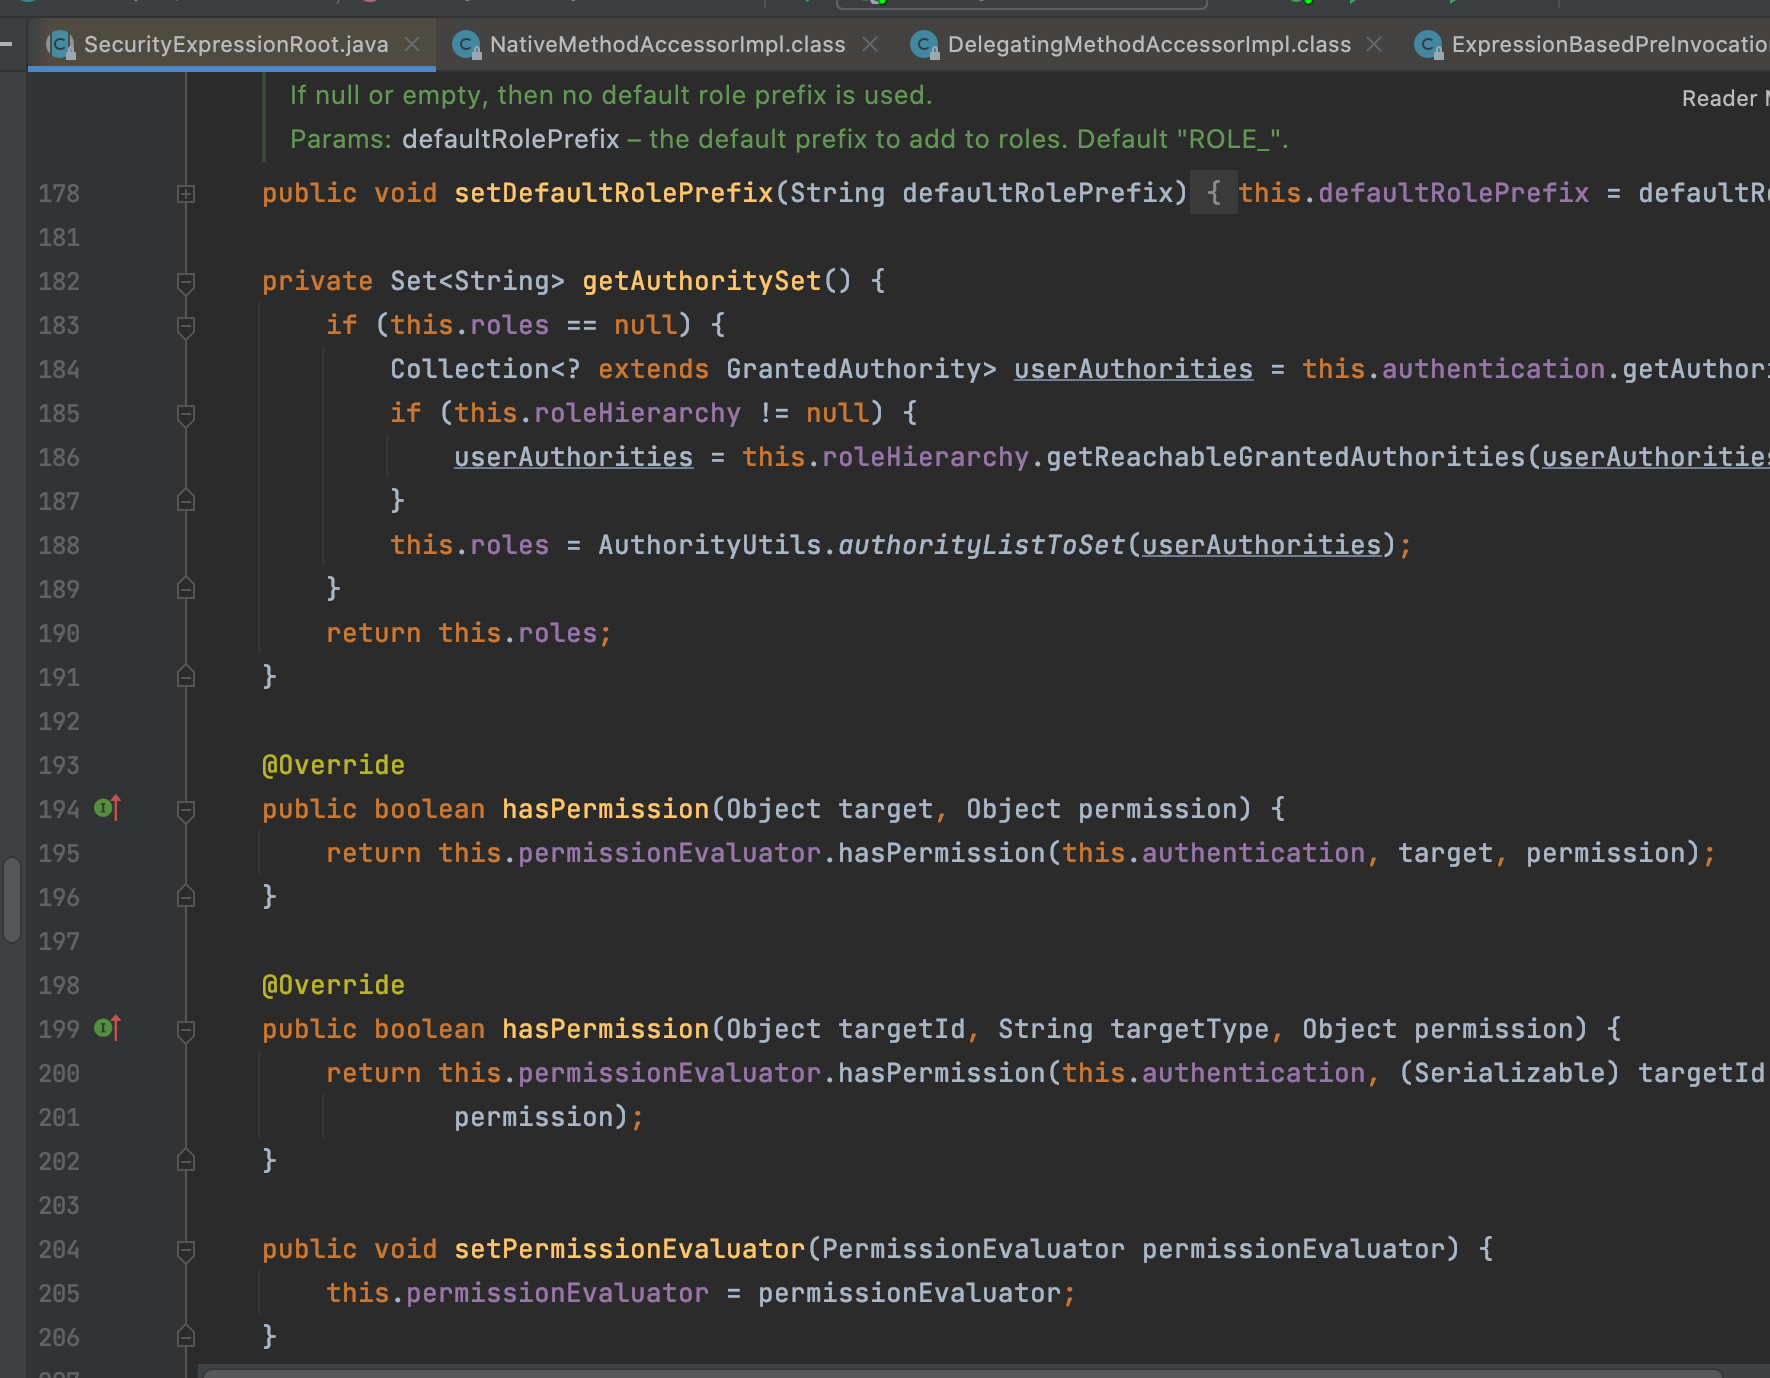 SecurityExpressionRoot.java NativeMethodAccessorImpl.class DelegatingMethodAccessorImpl.class ExpressionBasedPreInvocatio
If null or empty, then no default role prefix is used.
Reader
Params: defaultRolePrefix – the default prefix to add to roles. Default "ROLE_".
178 public void setDefaultRolePrefix(String defaultRolePrefix) { this.defaultRolePrefix = defaultR
181
182 private Set<String> getAuthoritySet() {
183 if (this.roles == null) {
184 Collection<? extends GrantedAuthority> userAuthorities = this.authentication.getAuthor
185 if (this.roleHierarchy != null) {
186 userAuthorities = this.roleHierarchy.getReachableGrantedAuthorities(userAuthorities
187 }
188 this.roles = AuthorityUtils.authorityListToSet(userAuthorities);
189 }
190 return this.roles;
191 }
192
193 @Override
194 public boolean hasPermission(Object target, Object permission) {
195 return this.permissionEvaluator.hasPermission(this.authentication, target, permission);
196 }
197
198 @Override
199 public boolean hasPermission(Object targetId, String targetType, Object permission) {
200 return this.permissionEvaluator.hasPermission(this.authentication, (Serializable) targetId
201 permission);
202 }
203
204 public void setPermissionEvaluator(PermissionEvaluator permissionEvaluator) {
205 this.permissionEvaluator = permissionEvaluator;
206 }